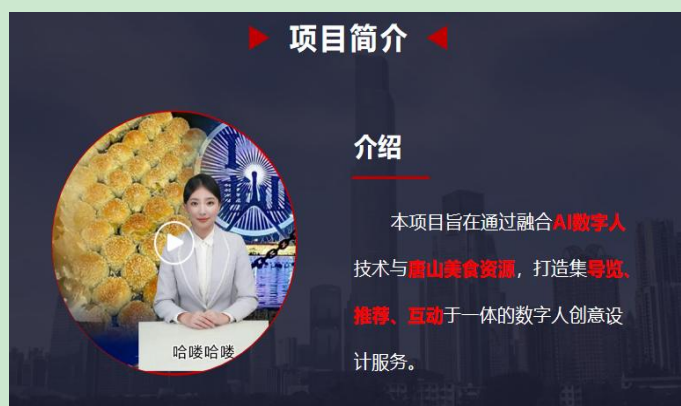 项目简介
介绍
本项目旨在通过融合AI数字人
技术与唐山美食资源，打造集导览、
推荐、互动于一体的数字人创意设
计服务。
哈喽哈喽